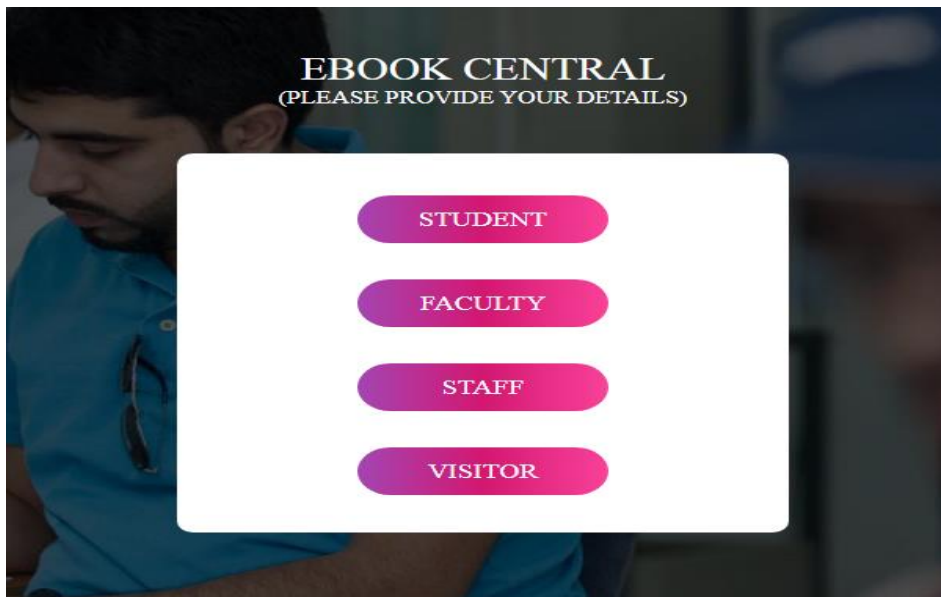 EBOOK CENTRAL
(PLEASE PROVIDE YOUR DETAILS)
STUDENT
FACULTY
STAFF
VISITOR